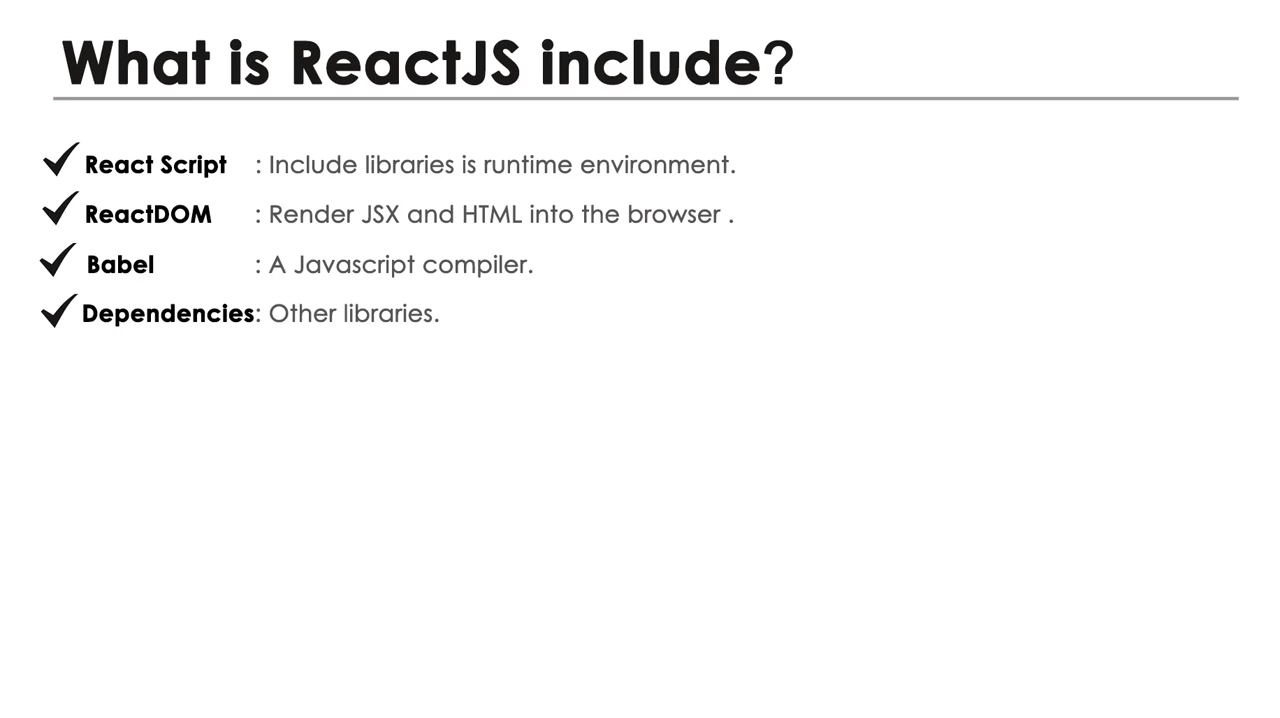 What is ReactJS include?
React Script : Include libraries is runtime environment.
ReactDOM : Render JSX and HTML into the browser .
Babel : A Javascript compiler.
Dependencies: Other libraries.